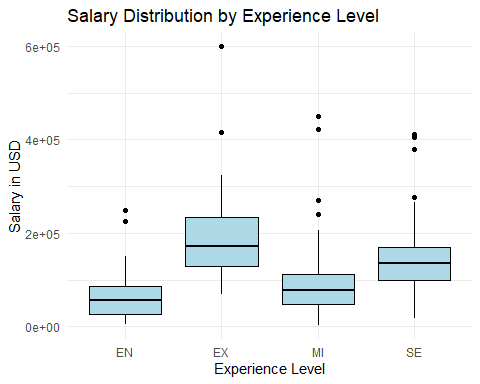 Salary Distribution by Experience Level
6e+05
4e+05
2e+05
0e+00
Salary in USD
EN
EX
MI
SE
Experience Level